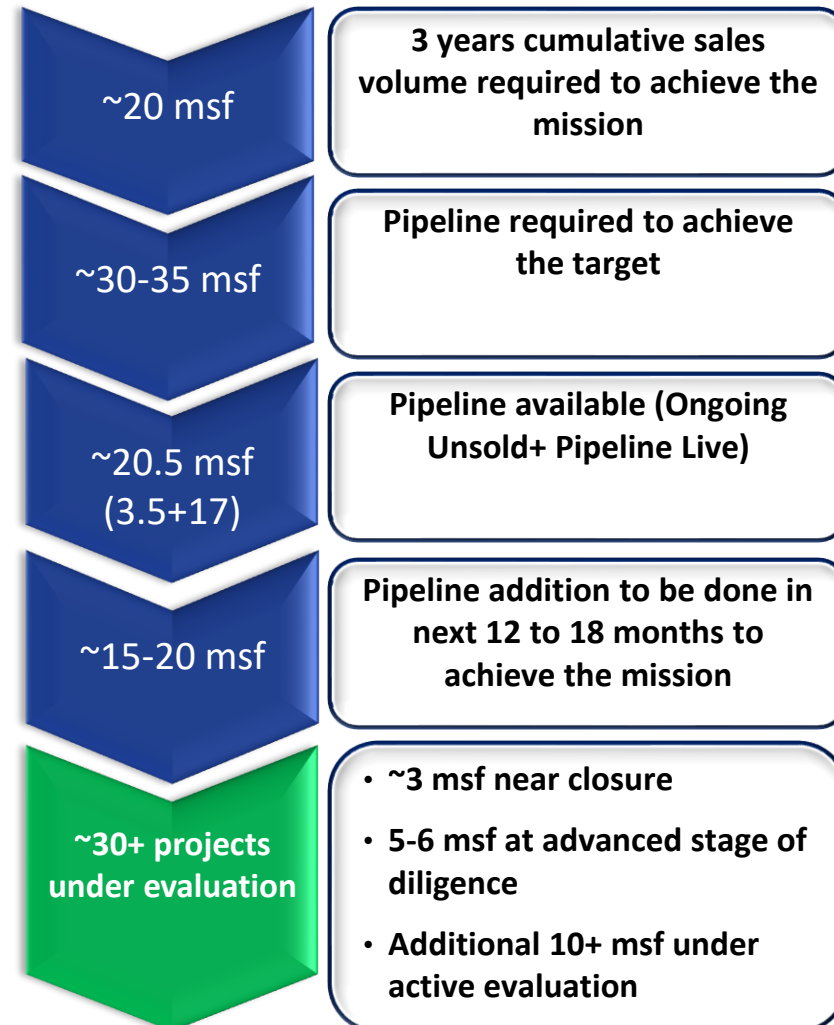 ~20 msf
3 years cumulative sales
volume required to achieve the
mission
~30-35 msf
Pipeline required to achieve
the target
~20.5 msf
(3.5+17)
Pipeline available (Ongoing
Unsold+ Pipeline Live)
~15-20 msf
Pipeline addition to be done in
next 12 to 18 months to
achieve the mission
~30+ projects
under evaluation
• ~3 msf near closure
• 5-6 msf at advanced stage of
diligence
• Additional 10+ msf under
active evaluation